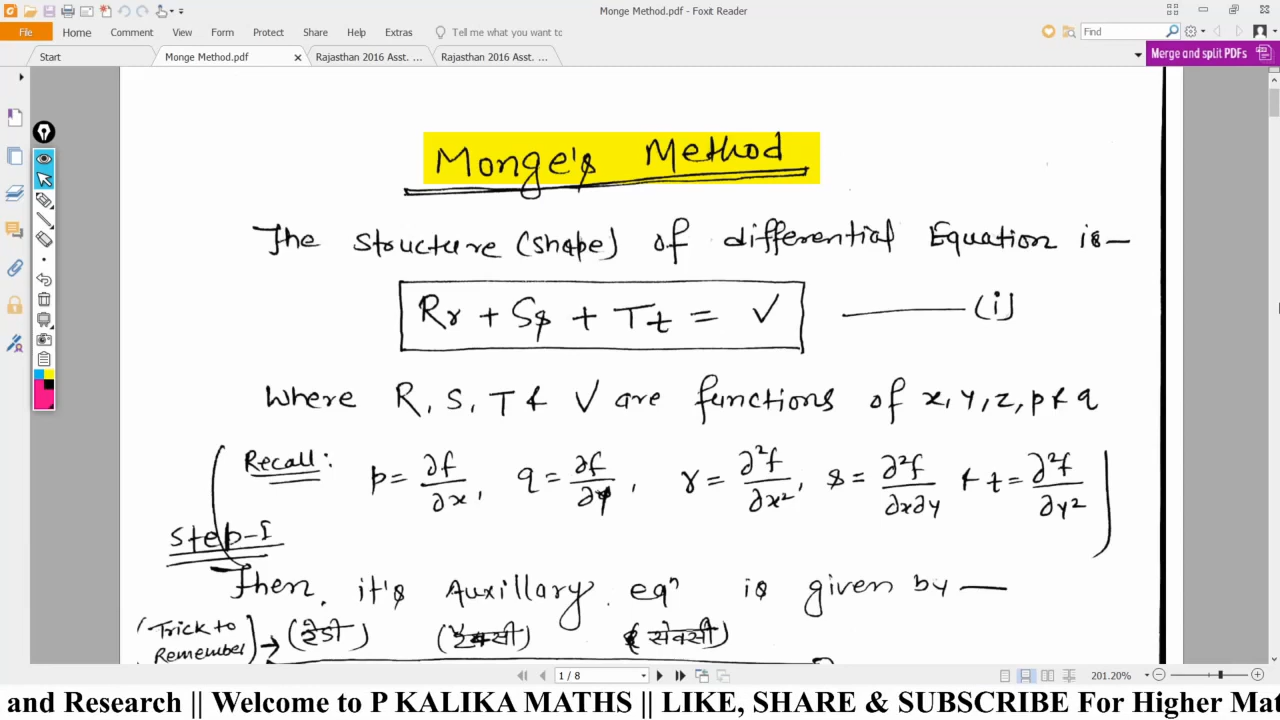 Monge Method.pdf - Foxit Reader
File Home Comment View Form Protect Share Help Extras Tell me what you want to Find
Start Monge Method.pdf Rajasthan 2016 Asst. ... Rajasthan 2016 Asst. ... Merge and split PDFs
Monge's Method
The structure (shape) of differential Equation is—
Rr + Ss + Tt = V ——— (i)
Where R, S, T & V are functions of x, y, z, p & q
Recall: p = ∂f/∂x, q = ∂f/∂y, r = ∂²f/∂x², s = ∂²f/∂x∂y & t = ∂²f/∂y²
Step-I
Then, it's Auxillary eqⁿ is given by —
(Trick to Remember) →
1 / 8 201.20%
and Research || Welcome to P KALIKA MATHS || LIKE, SHARE & SUBSCRIBE For Higher Mat